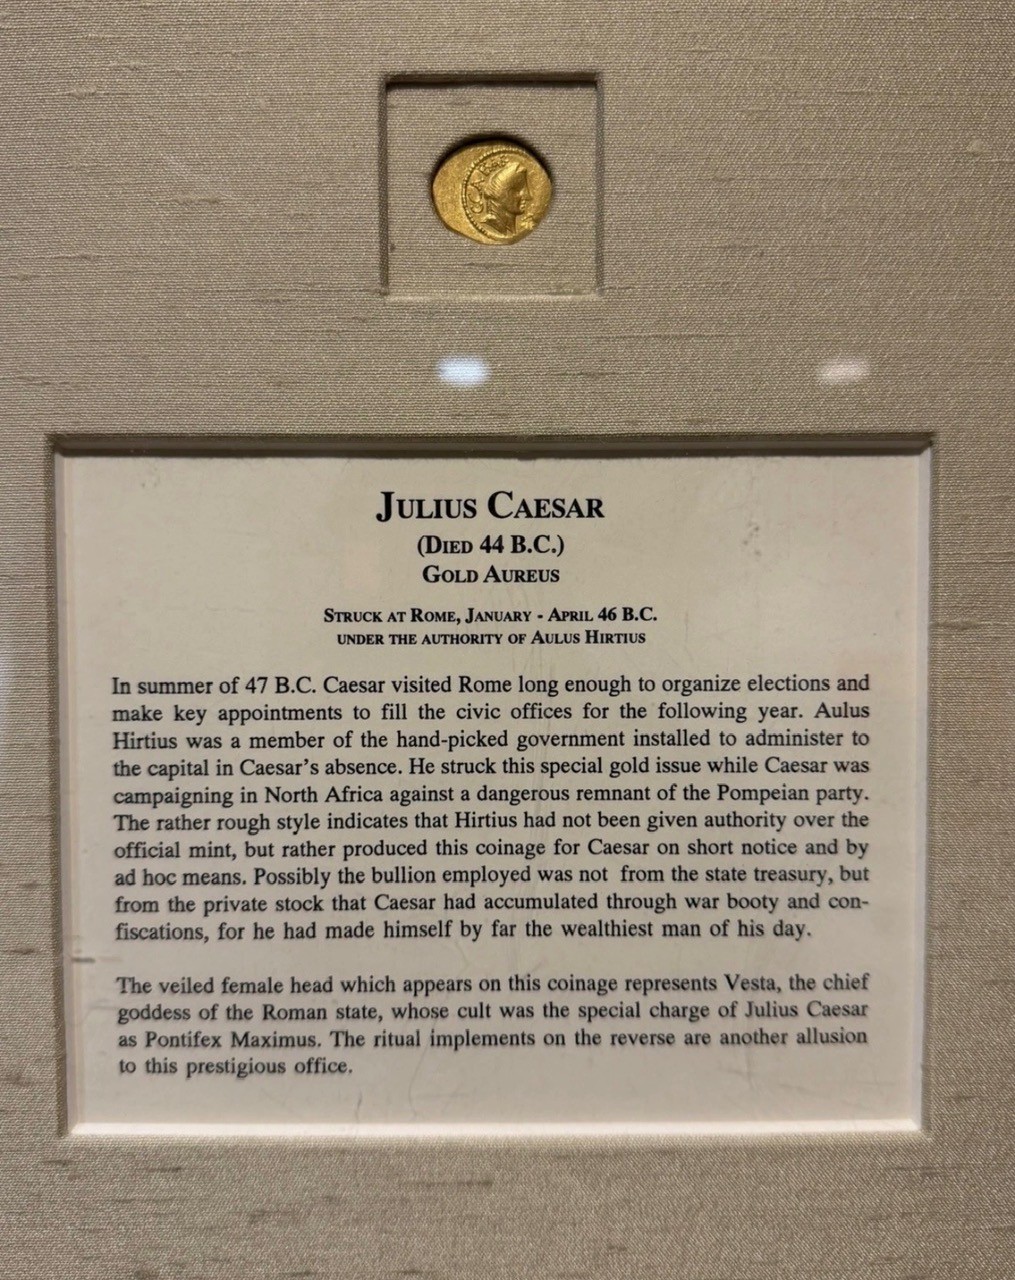 JULIUS CAESAR
(DIED 44 B.C.)
GOLD AUREUS
STRUCK AT ROME, JANUARY - APRIL 46 B.C.
UNDER THE AUTHORITY OF AULUS HIRTIUS
In summer of 47 B.C. Caesar visited Rome long enough to organize elections and
make key appointments to fill the civic offices for the following year. Aulus
Hirtius was a member of the hand-picked government installed to administer to
the capital in Caesar's absence. He struck this special gold issue while Caesar was
campaigning in North Africa against a dangerous remnant of the Pompeian party.
The rather rough style indicates that Hirtius had not been given authority over the
official mint, but rather produced this coinage for Caesar on short notice and by
ad hoc means. Possibly the bullion employed was not from the state treasury, but
from the private stock that Caesar had accumulated through war booty and con-
fiscations, for he had made himself by far the wealthiest man of his day.
The veiled female head which appears on this coinage represents Vesta, the chief
goddess of the Roman state, whose cult was the special charge of Julius Caesar
as Pontifex Maximus. The ritual implements on the reverse are another allusion
to this prestigious office.